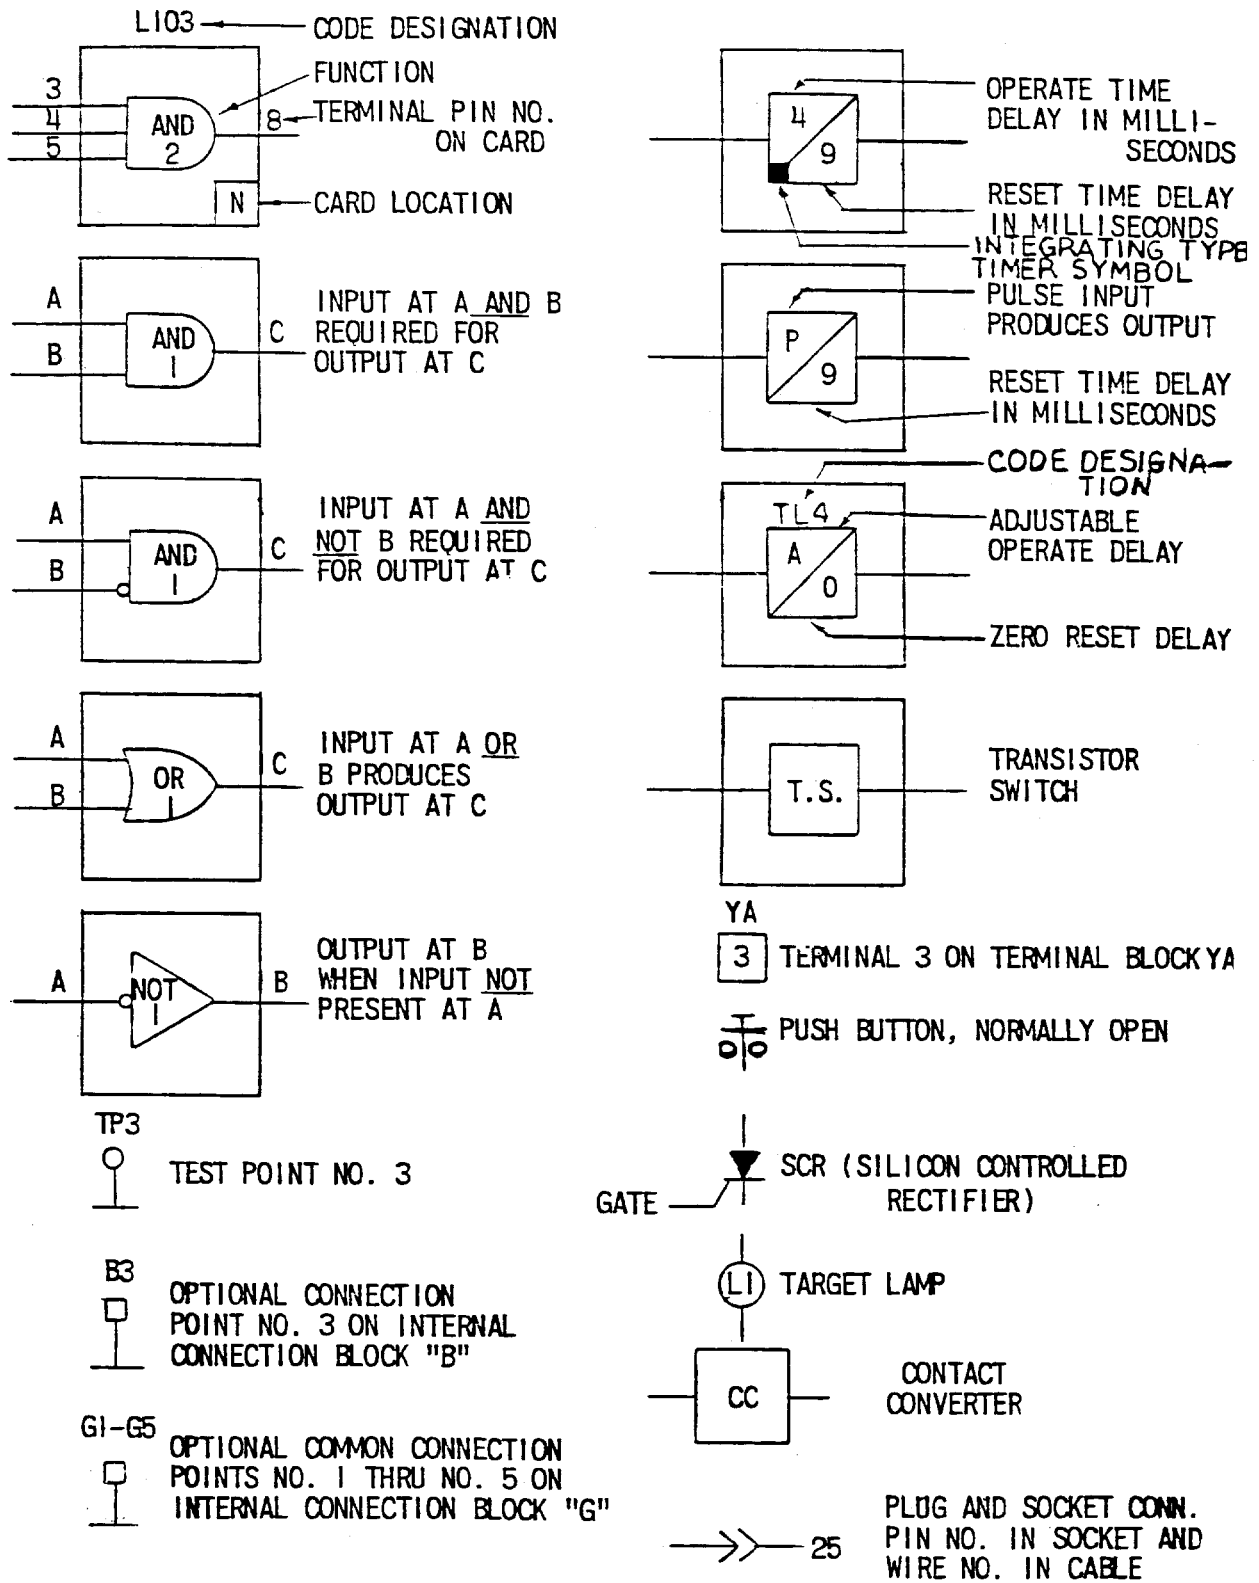 L103
CODE DESIGNATION
FUNCTION
3
4
5
AND
2
8
TERMINAL PIN NO.
ON CARD
N
CARD LOCATION
A
B
AND
1
C
INPUT AT A AND B
REQUIRED FOR
OUTPUT AT C
A
B
AND
1
C
INPUT AT A AND
NOT B REQUIRED
FOR OUTPUT AT C
A
B
OR
1
C
INPUT AT A OR
B PRODUCES
OUTPUT AT C
A
NOT
1
B
OUTPUT AT B
WHEN INPUT NOT
PRESENT AT A
TP3
TEST POINT NO. 3
B3
OPTIONAL CONNECTION
POINT NO. 3 ON INTERNAL
CONNECTION BLOCK "B"
G1-G5
OPTIONAL COMMON CONNECTION
POINTS NO. 1 THRU NO. 5 ON
INTERNAL CONNECTION BLOCK "G"
4
9
OPERATE TIME
DELAY IN MILLI-
SECONDS
RESET TIME DELAY
IN MILLISECONDS
INTEGRATING TYPE
TIMER SYMBOL
P
9
PULSE INPUT
PRODUCES OUTPUT
RESET TIME DELAY
IN MILLISECONDS
CODE DESIGNA-
TION
TL4
A
0
ADJUSTABLE
OPERATE DELAY
ZERO RESET DELAY
T.S.
TRANSISTOR
SWITCH
YA
3
TERMINAL 3 ON TERMINAL BLOCK YA
PUSH BUTTON, NORMALLY OPEN
GATE
SCR (SILICON CONTROLLED
RECTIFIER)
L1
TARGET LAMP
CC
CONTACT
CONVERTER
25
PLUG AND SOCKET CONN.
PIN NO. IN SOCKET AND
WIRE NO. IN CABLE